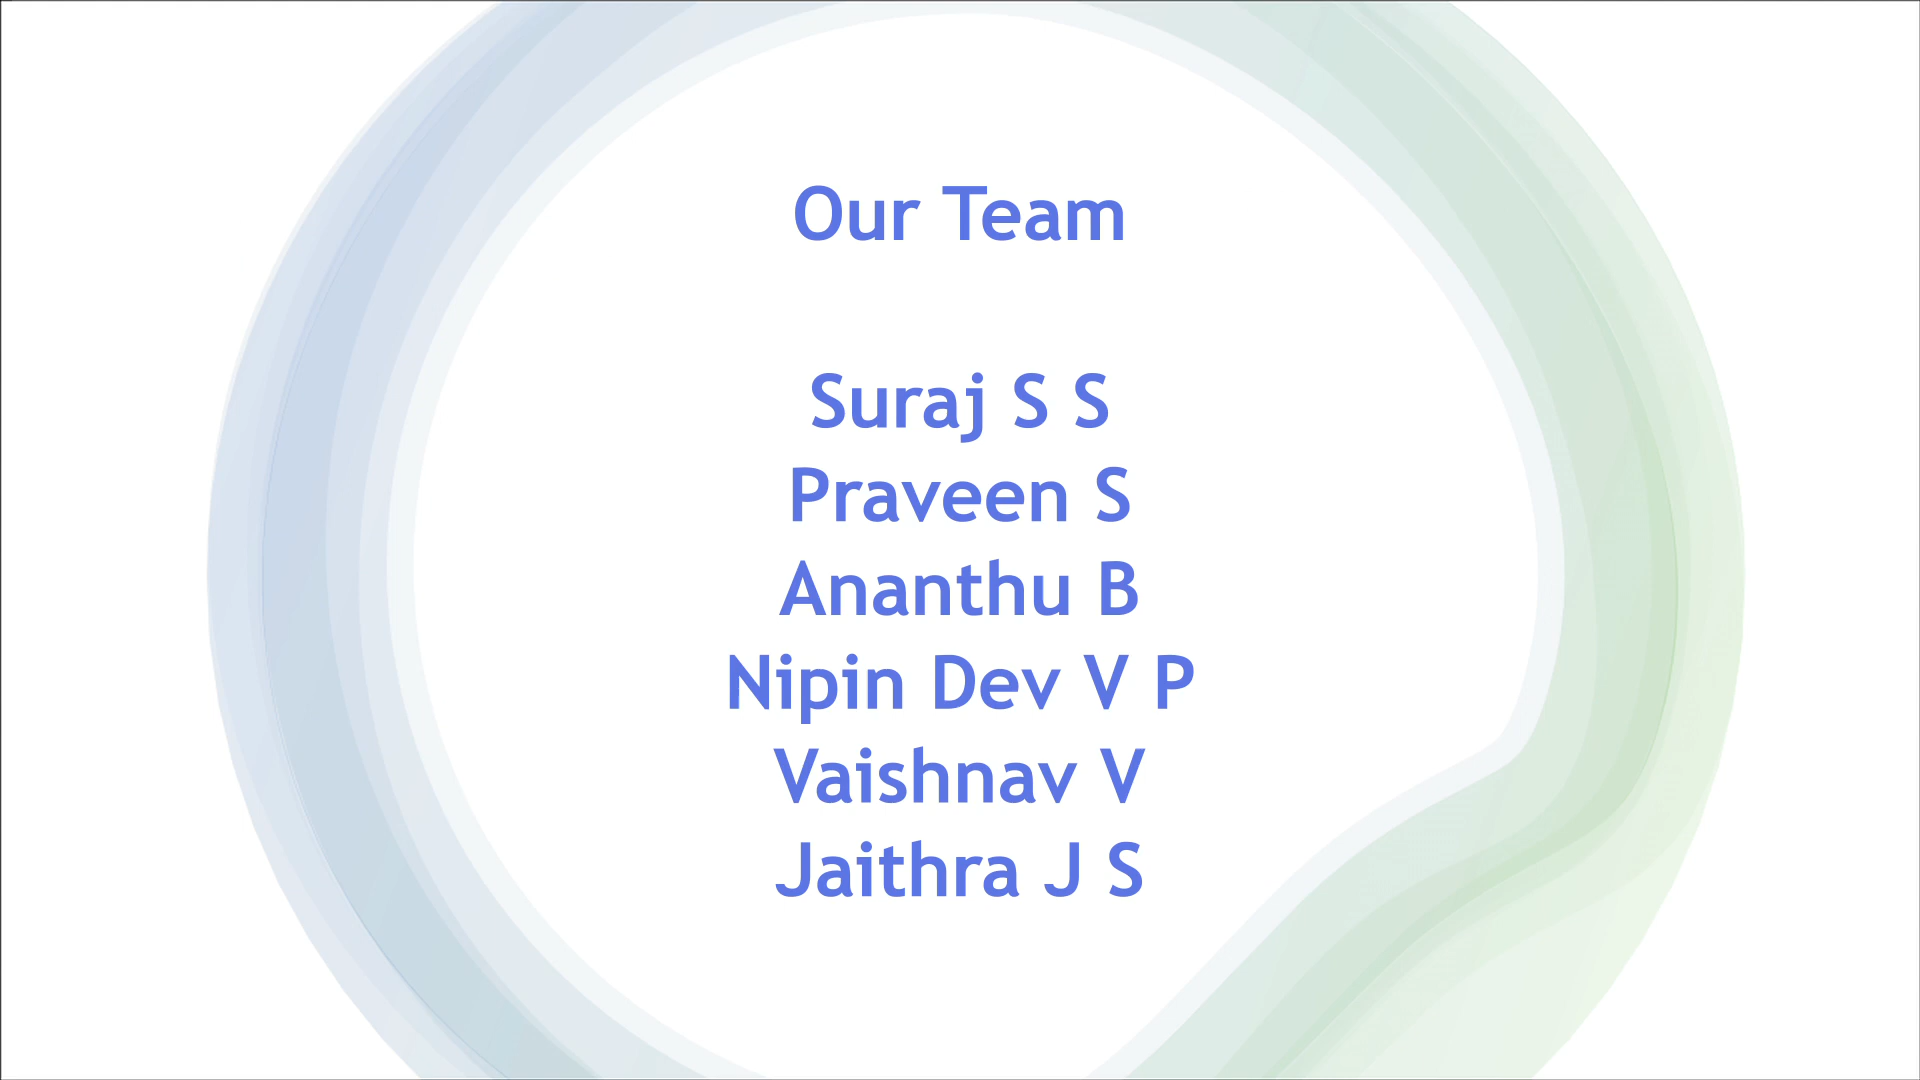 Our Team
Suraj S S
Praveen S
Ananthu B
Nipin Dev V P
Vaishnav V
Jaithra J S